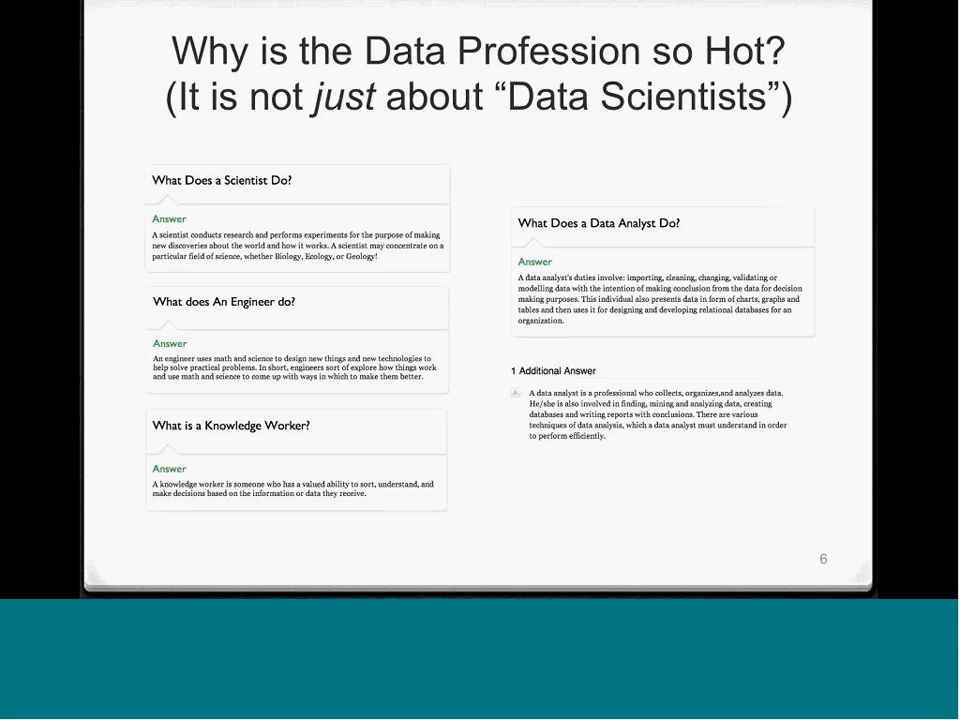 Why is the Data Profession so Hot?
(It is not just about “Data Scientists”)
What Does a Scientist Do?
Answer
A scientist conducts research and performs experiments for the purpose of making
new discoveries about the world and how it works. A scientist may concentrate on a
particular field of science, whether Biology, Ecology, or Geology!
What does An Engineer do?
Answer
An engineer uses math and science to design new things and new technologies to
help solve practical problems. In short, engineers sort of explore how things work
and use math and science to come up with ways in which to make them better.
What is a Knowledge Worker?
Answer
A knowledge worker is someone who has a valued ability to sort, understand, and
make decisions based on the information or data they receive.
What Does a Data Analyst Do?
Answer
A data analyst's duties involve: importing, cleaning, changing, validating or
modelling data with the intention of making conclusion from the data for decision
making purposes. This individual also presents data in form of charts, graphs and
tables and then uses it for designing and developing relational databases for an
organization.
1 Additional Answer
A data analyst is a professional who collects, organizes,and analyzes data.
He/she is also involved in finding, mining and analyzing data, creating
databases and writing reports with conclusions. There are various
techniques of data analysis, which a data analyst must understand in order
to perform efficiently.
6